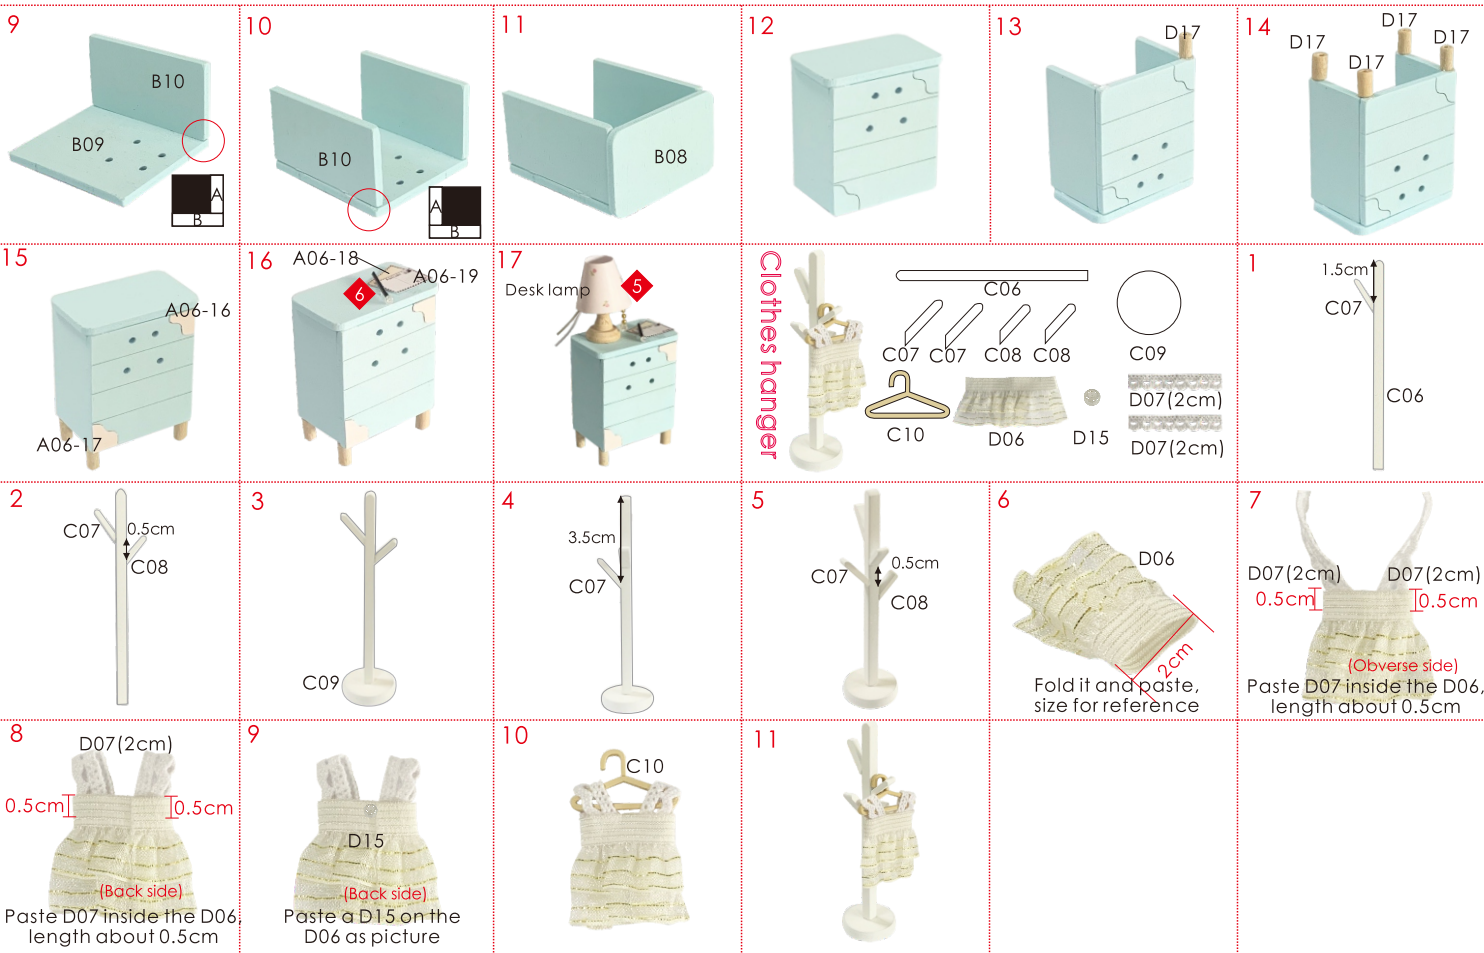 9
B10
B09
A
B
10
B10
A
B
11
B08
12
13
D17
14
D17
D17
D17
D17
15
A06-16
A06-17
16
A06-18
A06-19
6
17
Desk lamp
5
Clothes hanger
C06
C07
C07
C08
C08
C09
C10
D06
D15
D07(2cm)
D07(2cm)
1
1.5cm
C07
C06
2
C07
0.5cm
C08
3
C09
4
3.5cm
C07
5
C07
0.5cm
C08
6
D06
2cm
Fold it and paste,
size for reference
7
D07(2cm)
D07(2cm)
0.5cm
0.5cm
(Obverse side)
Paste D07 inside the D06,
length about 0.5cm
8
D07(2cm)
0.5cm
0.5cm
(Back side)
Paste D07 inside the D06,
length about 0.5cm
9
D15
(Back side)
Paste a D15 on the
D06 as picture
10
C10
11